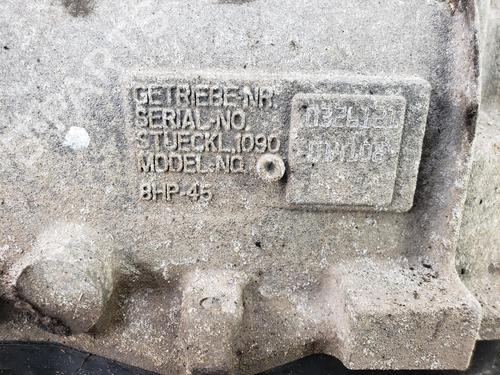 GETRIEBE-NR.
SERIAL-NO.
STUECKL.1090
MODEL-NO.
8HP-45